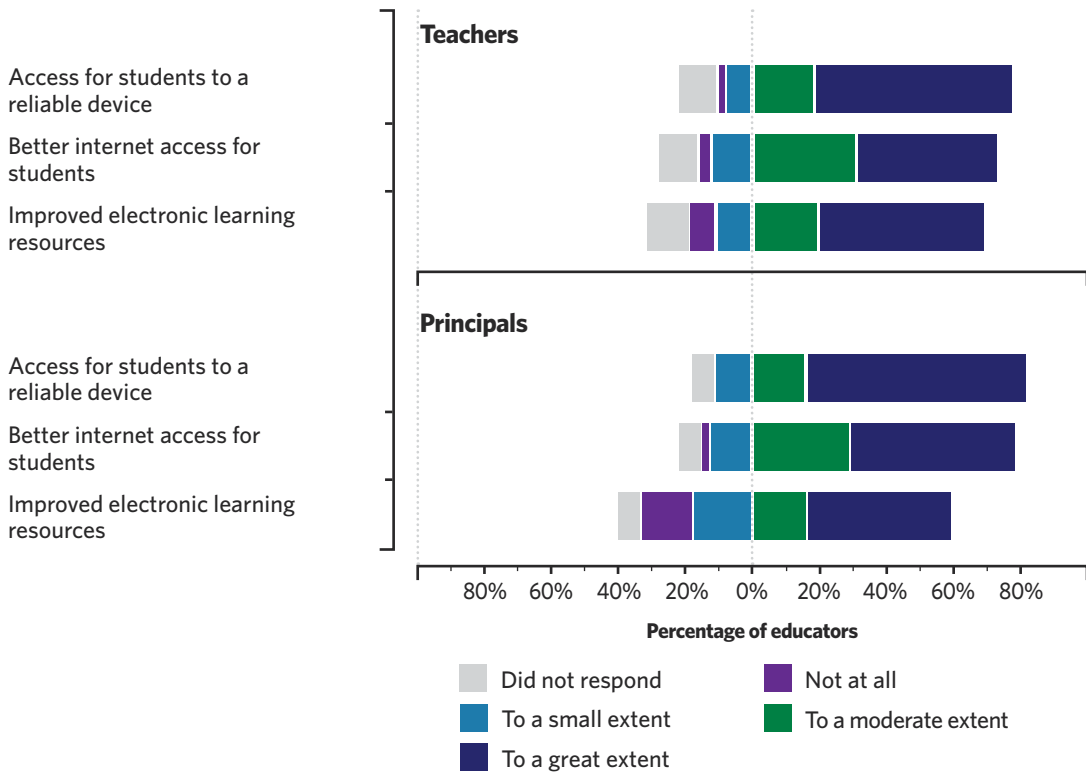 Teachers
Access for students to a
reliable device
Better internet access for
students
Improved electronic learning
resources
Principals
Access for students to a
reliable device
Better internet access for
students
Improved electronic learning
resources
80% 60% 40% 20% 0% 20% 40% 60% 80%
Percentage of educators
Did not respond Not at all
To a small extent To a moderate extent
To a great extent